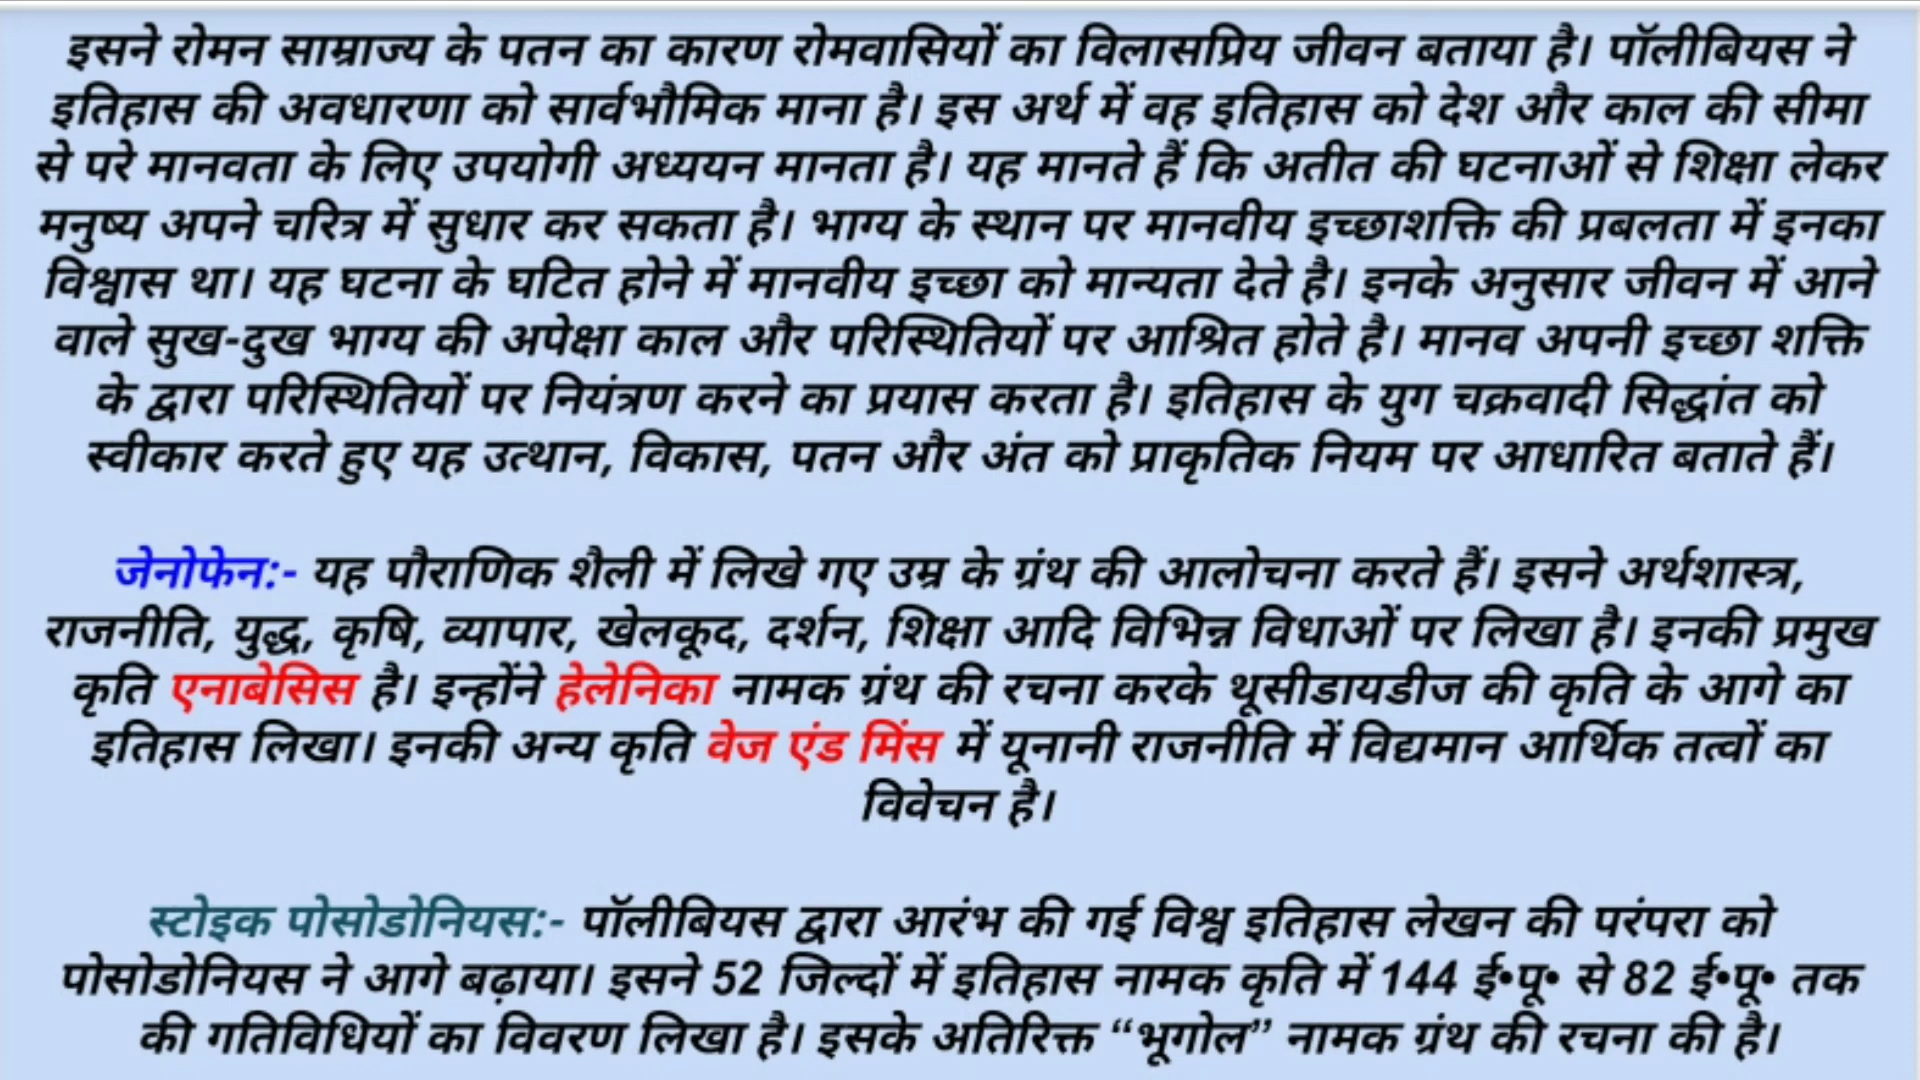 इसने रोमन साम्राज्य के पतन का कारण रोमवासियों का विलासप्रिय जीवन बताया है। पॉलीबियस ने
इतिहास की अवधारणा को सार्वभौमिक माना है। इस अर्थ में वह इतिहास को देश और काल की सीमा
से परे मानवता के लिए उपयोगी अध्ययन मानता है। यह मानते हैं कि अतीत की घटनाओं से शिक्षा लेकर
मनुष्य अपने चरित्र में सुधार कर सकता है। भाग्य के स्थान पर मानवीय इच्छाशक्ति की प्रबलता में इनका
विश्वास था। यह घटना के घटित होने में मानवीय इच्छा को मान्यता देते है। इनके अनुसार जीवन में आने
वाले सुख-दुख भाग्य की अपेक्षा काल और परिस्थितियों पर आश्रित होते है। मानव अपनी इच्छा शक्ति
के द्वारा परिस्थितियों पर नियंत्रण करने का प्रयास करता है। इतिहास के युग चक्रवादी सिद्धांत को
स्वीकार करते हुए यह उत्थान, विकास, पतन और अंत को प्राकृतिक नियम पर आधारित बताते हैं।
जेनोफेन:- यह पौराणिक शैली में लिखे गए उम्र के ग्रंथ की आलोचना करते हैं। इसने अर्थशास्त्र,
राजनीति, युद्ध, कृषि, व्यापार, खेलकूद, दर्शन, शिक्षा आदि विभिन्न विधाओं पर लिखा है। इनकी प्रमुख
कृति एनाबेसिस है। इन्होंने हेलेनिका नामक ग्रंथ की रचना करके थूसीडायडीज की कृति के आगे का
इतिहास लिखा। इनकी अन्य कृति वेज एंड मिंस में यूनानी राजनीति में विद्यमान आर्थिक तत्वों का
विवेचन है।
स्टोइक पोसोडोनियस:- पॉलीबियस द्वारा आरंभ की गई विश्व इतिहास लेखन की परंपरा को
पोसोडोनियस ने आगे बढ़ाया। इसने 52 जिल्दों में इतिहास नामक कृति में 144 ई•पू• से 82 ई•पू• तक
की गतिविधियों का विवरण लिखा है। इसके अतिरिक्त “भूगोल” नामक ग्रंथ की रचना की है।